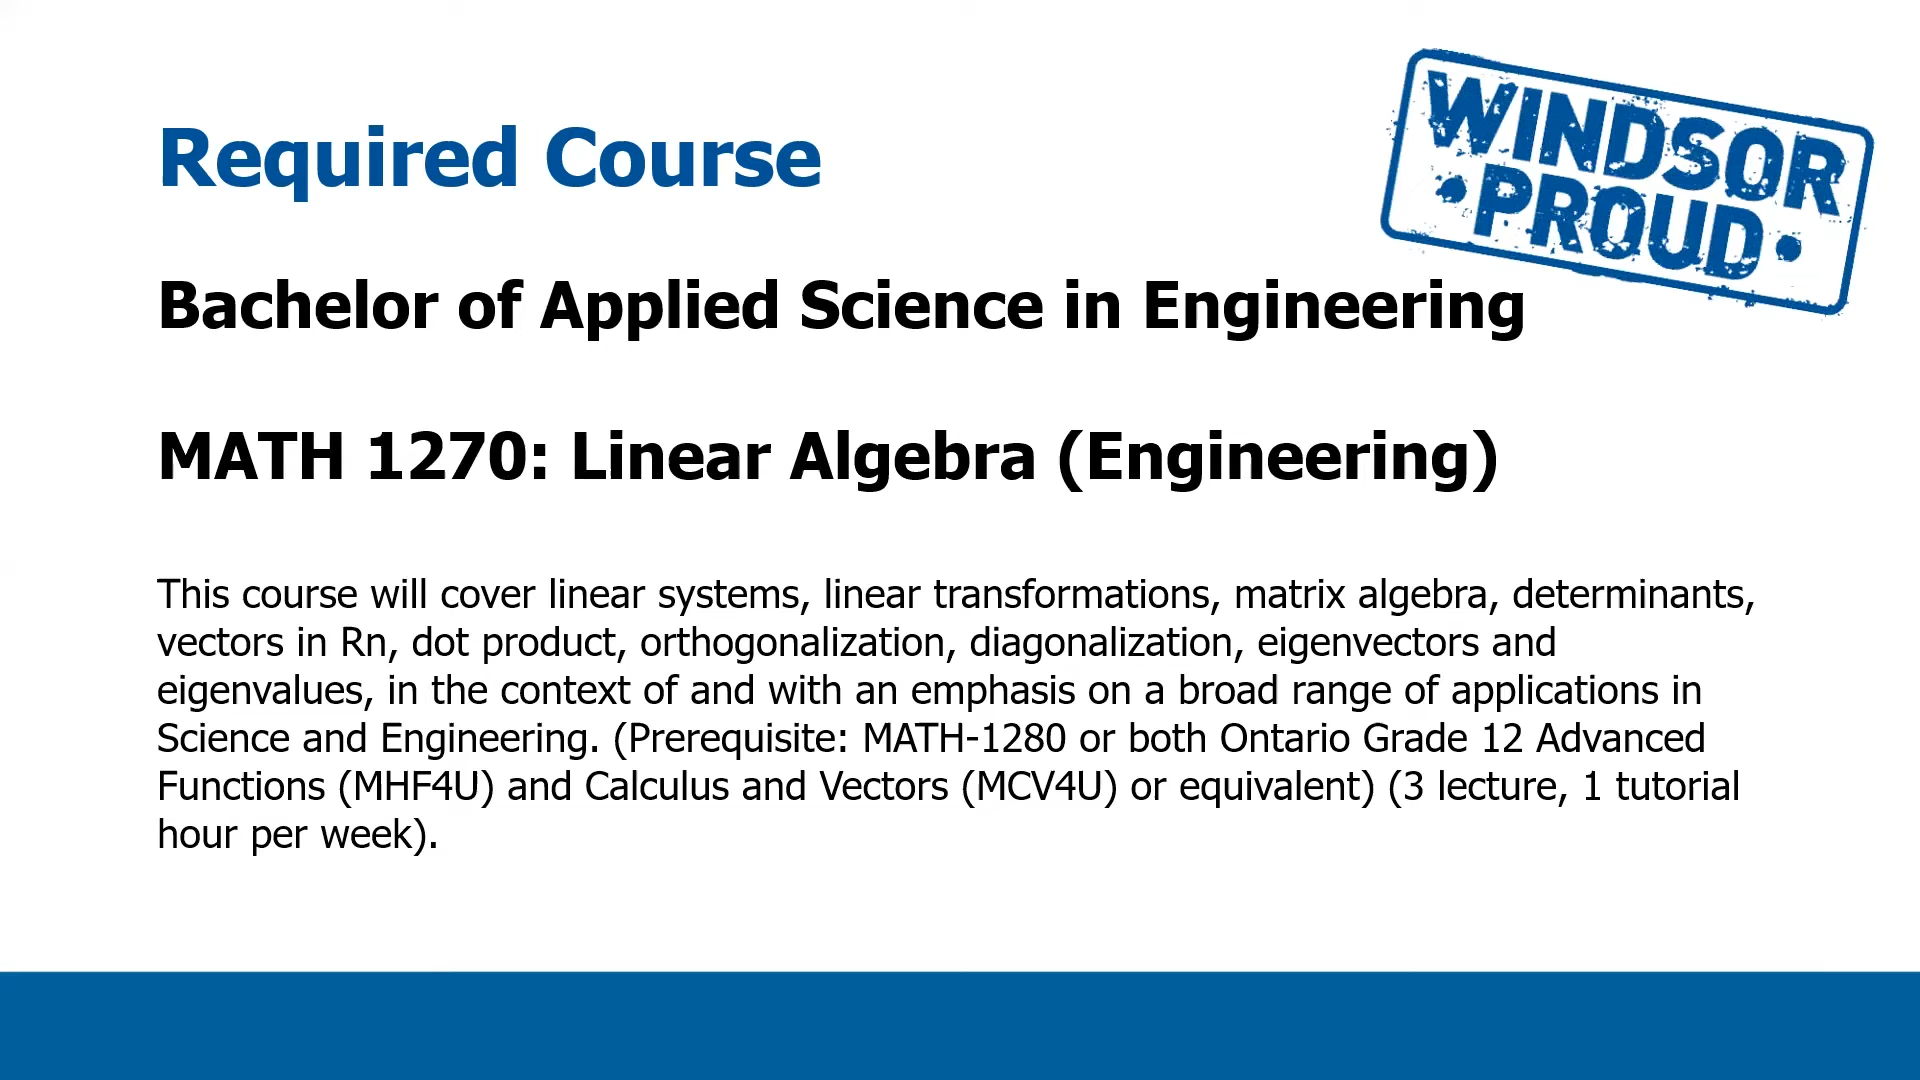 WINDSOR
•PROUD•
Required Course
Bachelor of Applied Science in Engineering
MATH 1270: Linear Algebra (Engineering)
This course will cover linear systems, linear transformations, matrix algebra, determinants,
vectors in Rn, dot product, orthogonalization, diagonalization, eigenvectors and
eigenvalues, in the context of and with an emphasis on a broad range of applications in
Science and Engineering. (Prerequisite: MATH-1280 or both Ontario Grade 12 Advanced
Functions (MHF4U) and Calculus and Vectors (MCV4U) or equivalent) (3 lecture, 1 tutorial
hour per week).